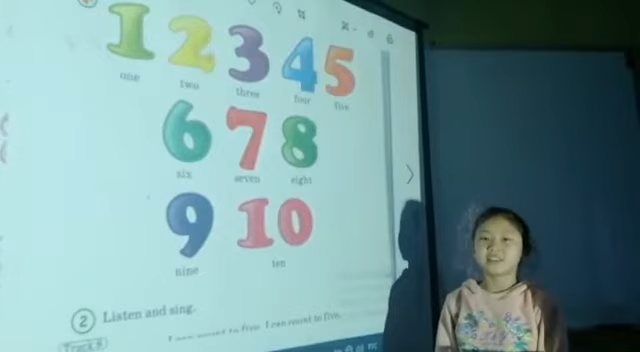 1 2 3 4 5
one two three four five
6 7 8
six seven eight
9 10
nine ten
2 Listen and sing.
Track 8
I can count to five. I can count to five.